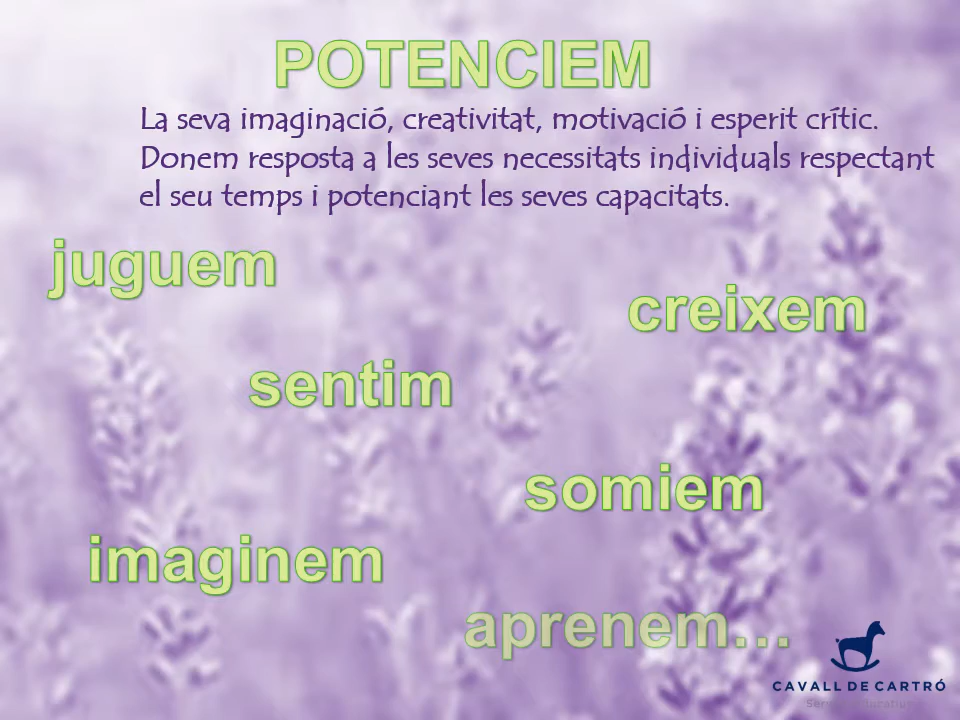 POTENCIEM
La seva imaginació, creativitat, motivació i esperit crític.
Donem resposta a les seves necessitats individuals respectant
el seu temps i potenciant les seves capacitats.
juguem
creixem
sentim
somiem
imaginem
aprenem...
CAVALL DE CARTRÓ